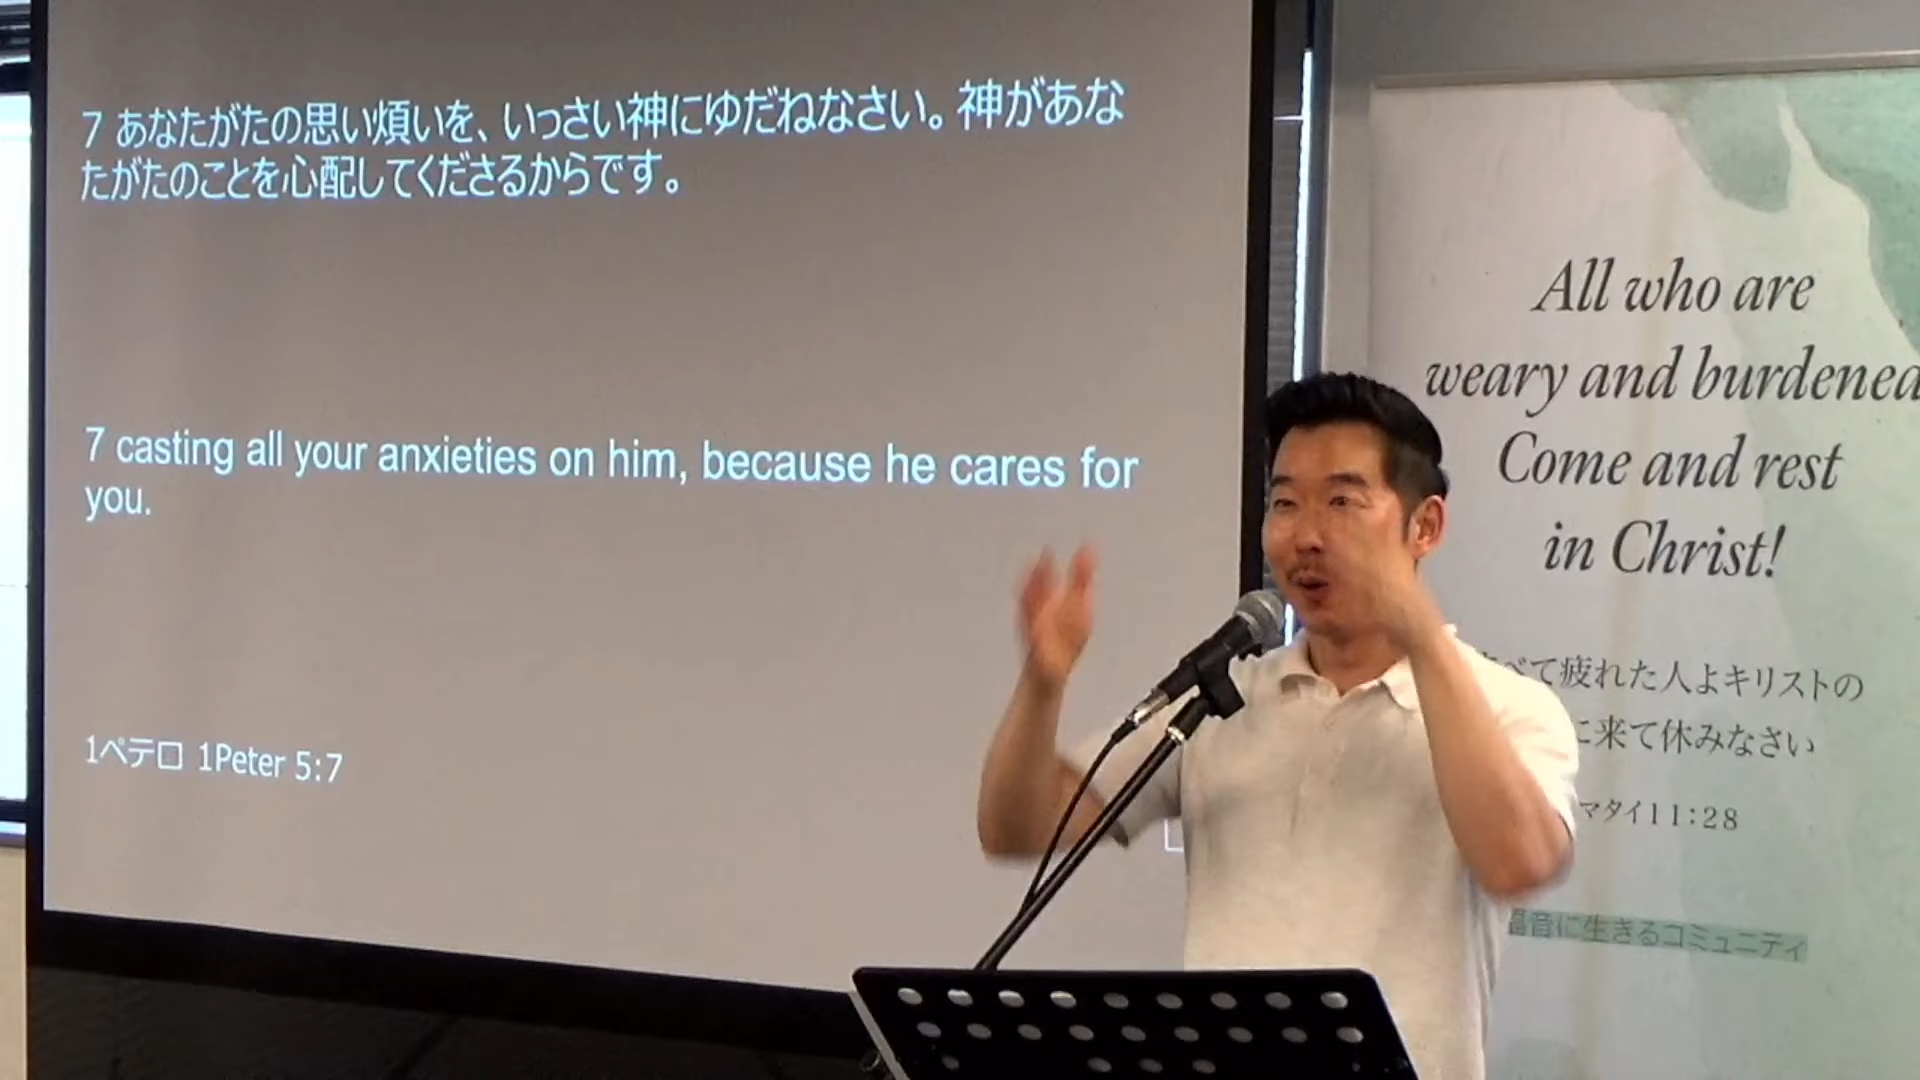 7 あなたがたの思い煩いを、いっさい神にゆだねなさい。神があな
たがたのことを心配してくださるからです。
7 casting all your anxieties on him, because he cares for
you.
1ペテロ 1Peter 5:7
All who are
weary and burdened
Come and rest
in Christ!
べて疲れた人よキリストの
に来て休みなさい
マタイ11:28
福音に生きるコミュニティ